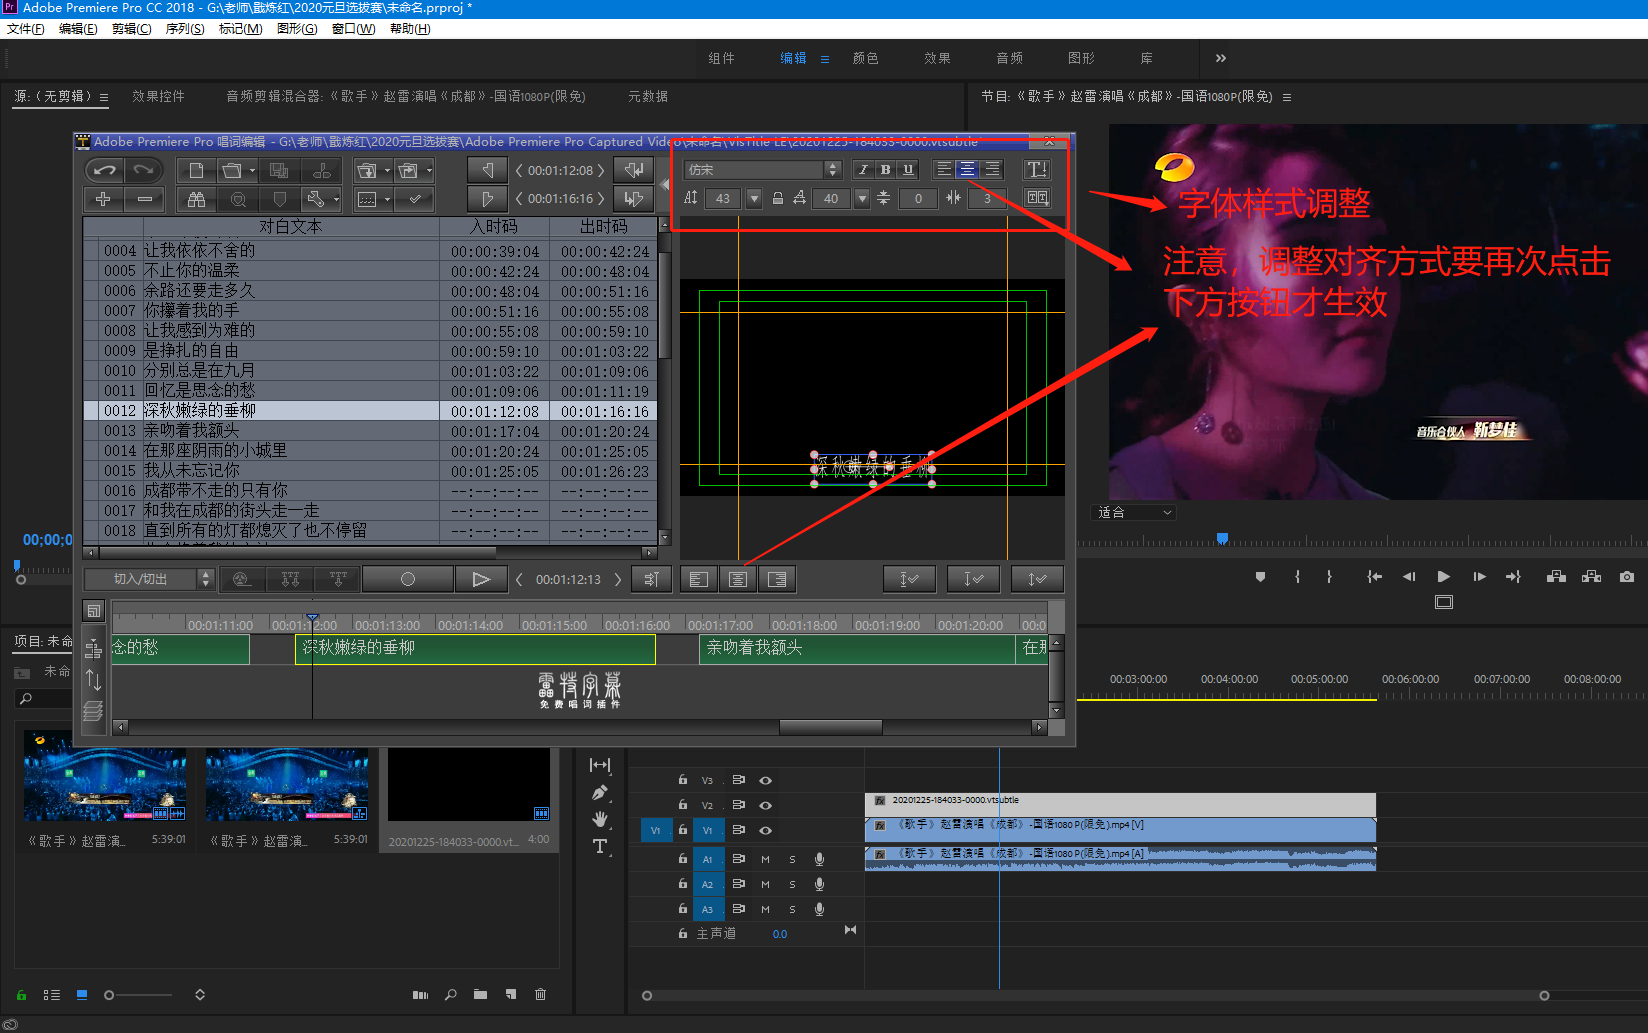 Adobe Premiere Pro CC 2018 - G:\老师\戬炼红\2020元旦选拔赛\未命名.prproj *
文件(F) 编辑(E) 剪辑(C) 序列(S) 标记(M) 图形(G) 窗口(W) 帮助(H)
组件 编辑 颜色 效果 音频 图形 库
源:（无剪辑） 效果控件 音频剪辑混合器:《歌手》赵雷演唱《成都》-国语1080P(限免) 元数据
节目:《歌手》赵雷演唱《成都》-国语1080P(限免)
Adobe Premiere Pro 唱词编辑 - G:\老师\戬炼红\2020元旦选拔赛\Adobe Premiere Pro Captured Video\未命名\VisTitle LE\20201225-184033-0000.vtsubtle
00:01:12:08
00:01:16:16
仿宋
I B U
43 40 0 3
字体样式调整
注意，调整对齐方式要再次点击
下方按钮才生效
对白文本 入时码 出时码
0004 让我依依不舍的 00:00:39:04 00:00:42:24
0005 不止你的温柔 00:00:42:24 00:00:48:04
0006 余路还要走多久 00:00:48:04 00:00:51:16
0007 你攥着我的手 00:00:51:16 00:00:55:08
0008 让我感到为难的 00:00:55:08 00:00:59:10
0009 是挣扎的自由 00:00:59:10 00:01:03:22
0010 分别总是在九月 00:01:03:22 00:01:09:06
0011 回忆是思念的愁 00:01:09:06 00:01:11:19
0012 深秋嫩绿的垂柳 00:01:12:08 00:01:16:16
0013 亲吻着我额头 00:01:17:04 00:01:20:24
0014 在那座阴雨的小城里 00:01:20:24 00:01:25:05
0015 我从未忘记你 00:01:25:05 00:01:26:23
0016 成都带不走的只有你 --:--:--:-- --:--:--:--
0017 和我在成都的街头走一走 --:--:--:-- --:--:--:--
0018 直到所有的灯都熄灭了也不停留 --:--:--:-- --:--:--:--
深秋嫩绿的垂柳
音乐合伙人 靳梦佳
适合
00;00;0
切入/切出
00:01:12:13
00:01:11:00 00:01:12:00 00:01:13:00 00:01:14:00 00:01:15:00 00:01:16:00 00:01:17:00 00:01:18:00 00:01:19:00 00:01:20:00 00:0
念的愁 深秋嫩绿的垂柳 亲吻着我额头 在那
雷特字幕
免费唱词插件
项目: 未命
未命
00:03:00:00 00:04:00:00 00:05:00:00 00:06:00:00 00:07:00:00 00:08:00:00
《歌手》赵雷演... 5:39:01
《歌手》赵雷演... 5:39:01
20201225-184033-0000.vt... 4:00
V3
V2
fx 20201225-184033-0000.vtsubtle
V1 V1
fx 《歌手》赵雷演唱《成都》-国语1080P(限免).mp4 [V]
A1 M S
fx 《歌手》赵雷演唱《成都》-国语1080P(限免).mp4 [A]
A2 M S
A3 M S
主声道 0.0